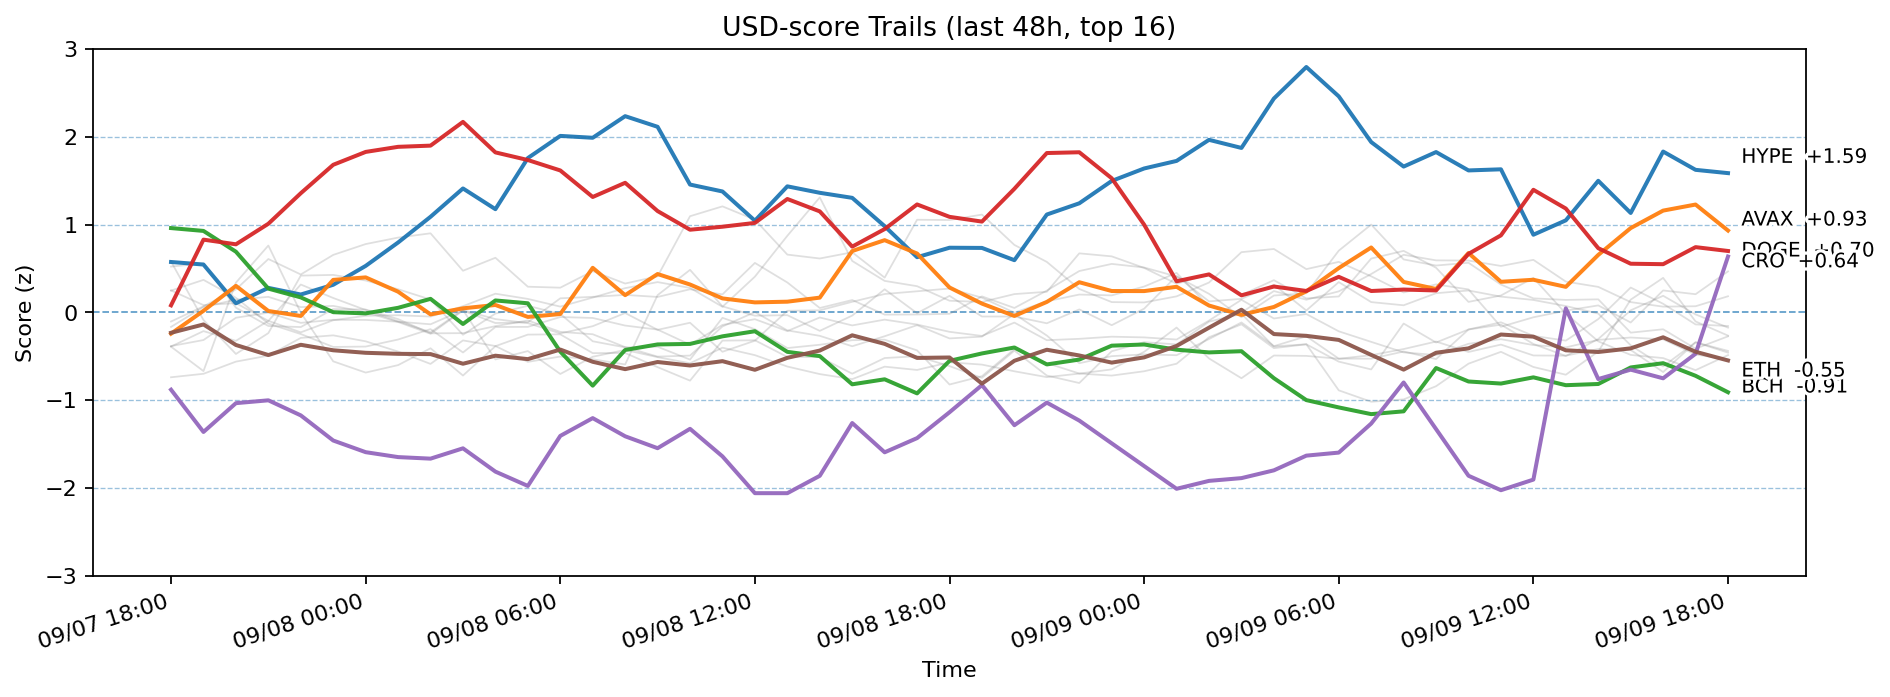 USD-score Trails (last 48h, top 16)
3
2
1
0
−1
−2
−3
Score (z)
HYPE +1.59
AVAX +0.93
DOGE +0.70
CRO +0.64
ETH -0.55
BCH -0.91
09/07 18:00
09/08 00:00
09/08 06:00
09/08 12:00
09/08 18:00
09/09 00:00
09/09 06:00
09/09 12:00
09/09 18:00
Time